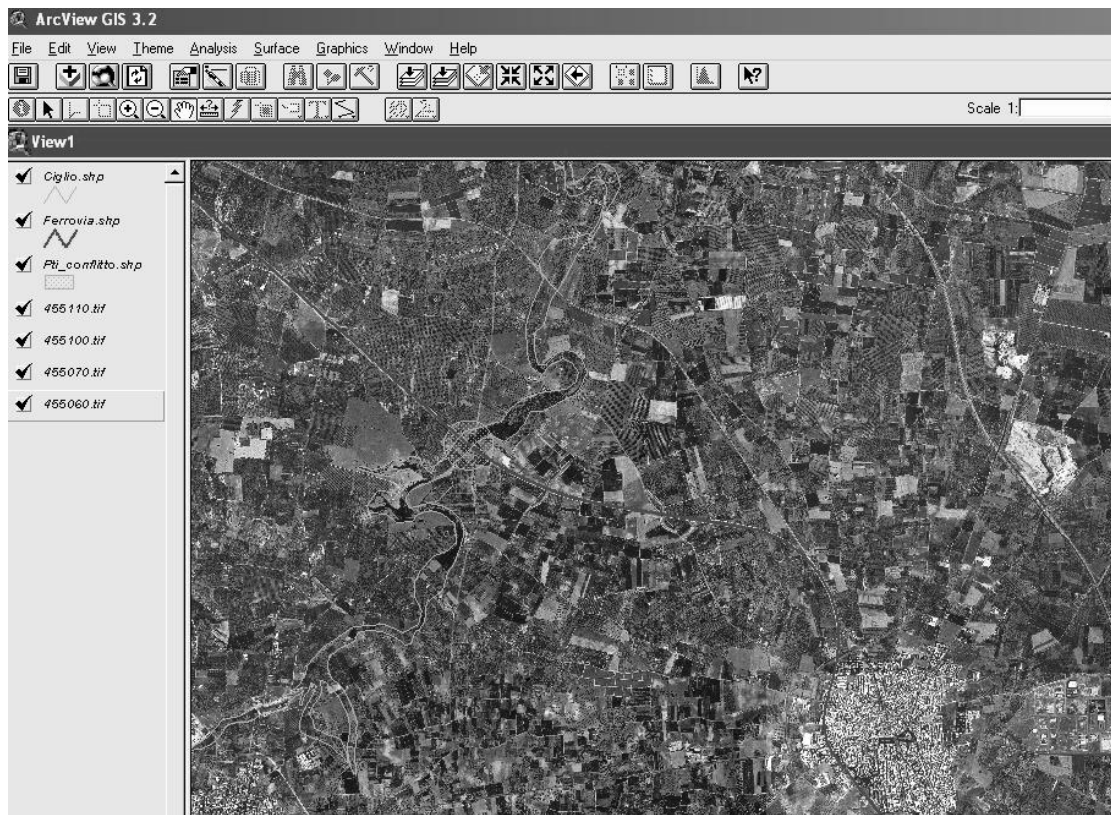 ArcView GIS 3.2
File Edit View Theme Analysis Surface Graphics Window Help
Scale 1:
View1
Ciglio.shp
Ferrovia.shp
Pti_conflitto.shp
455110.tif
455100.tif
455070.tif
455060.tif